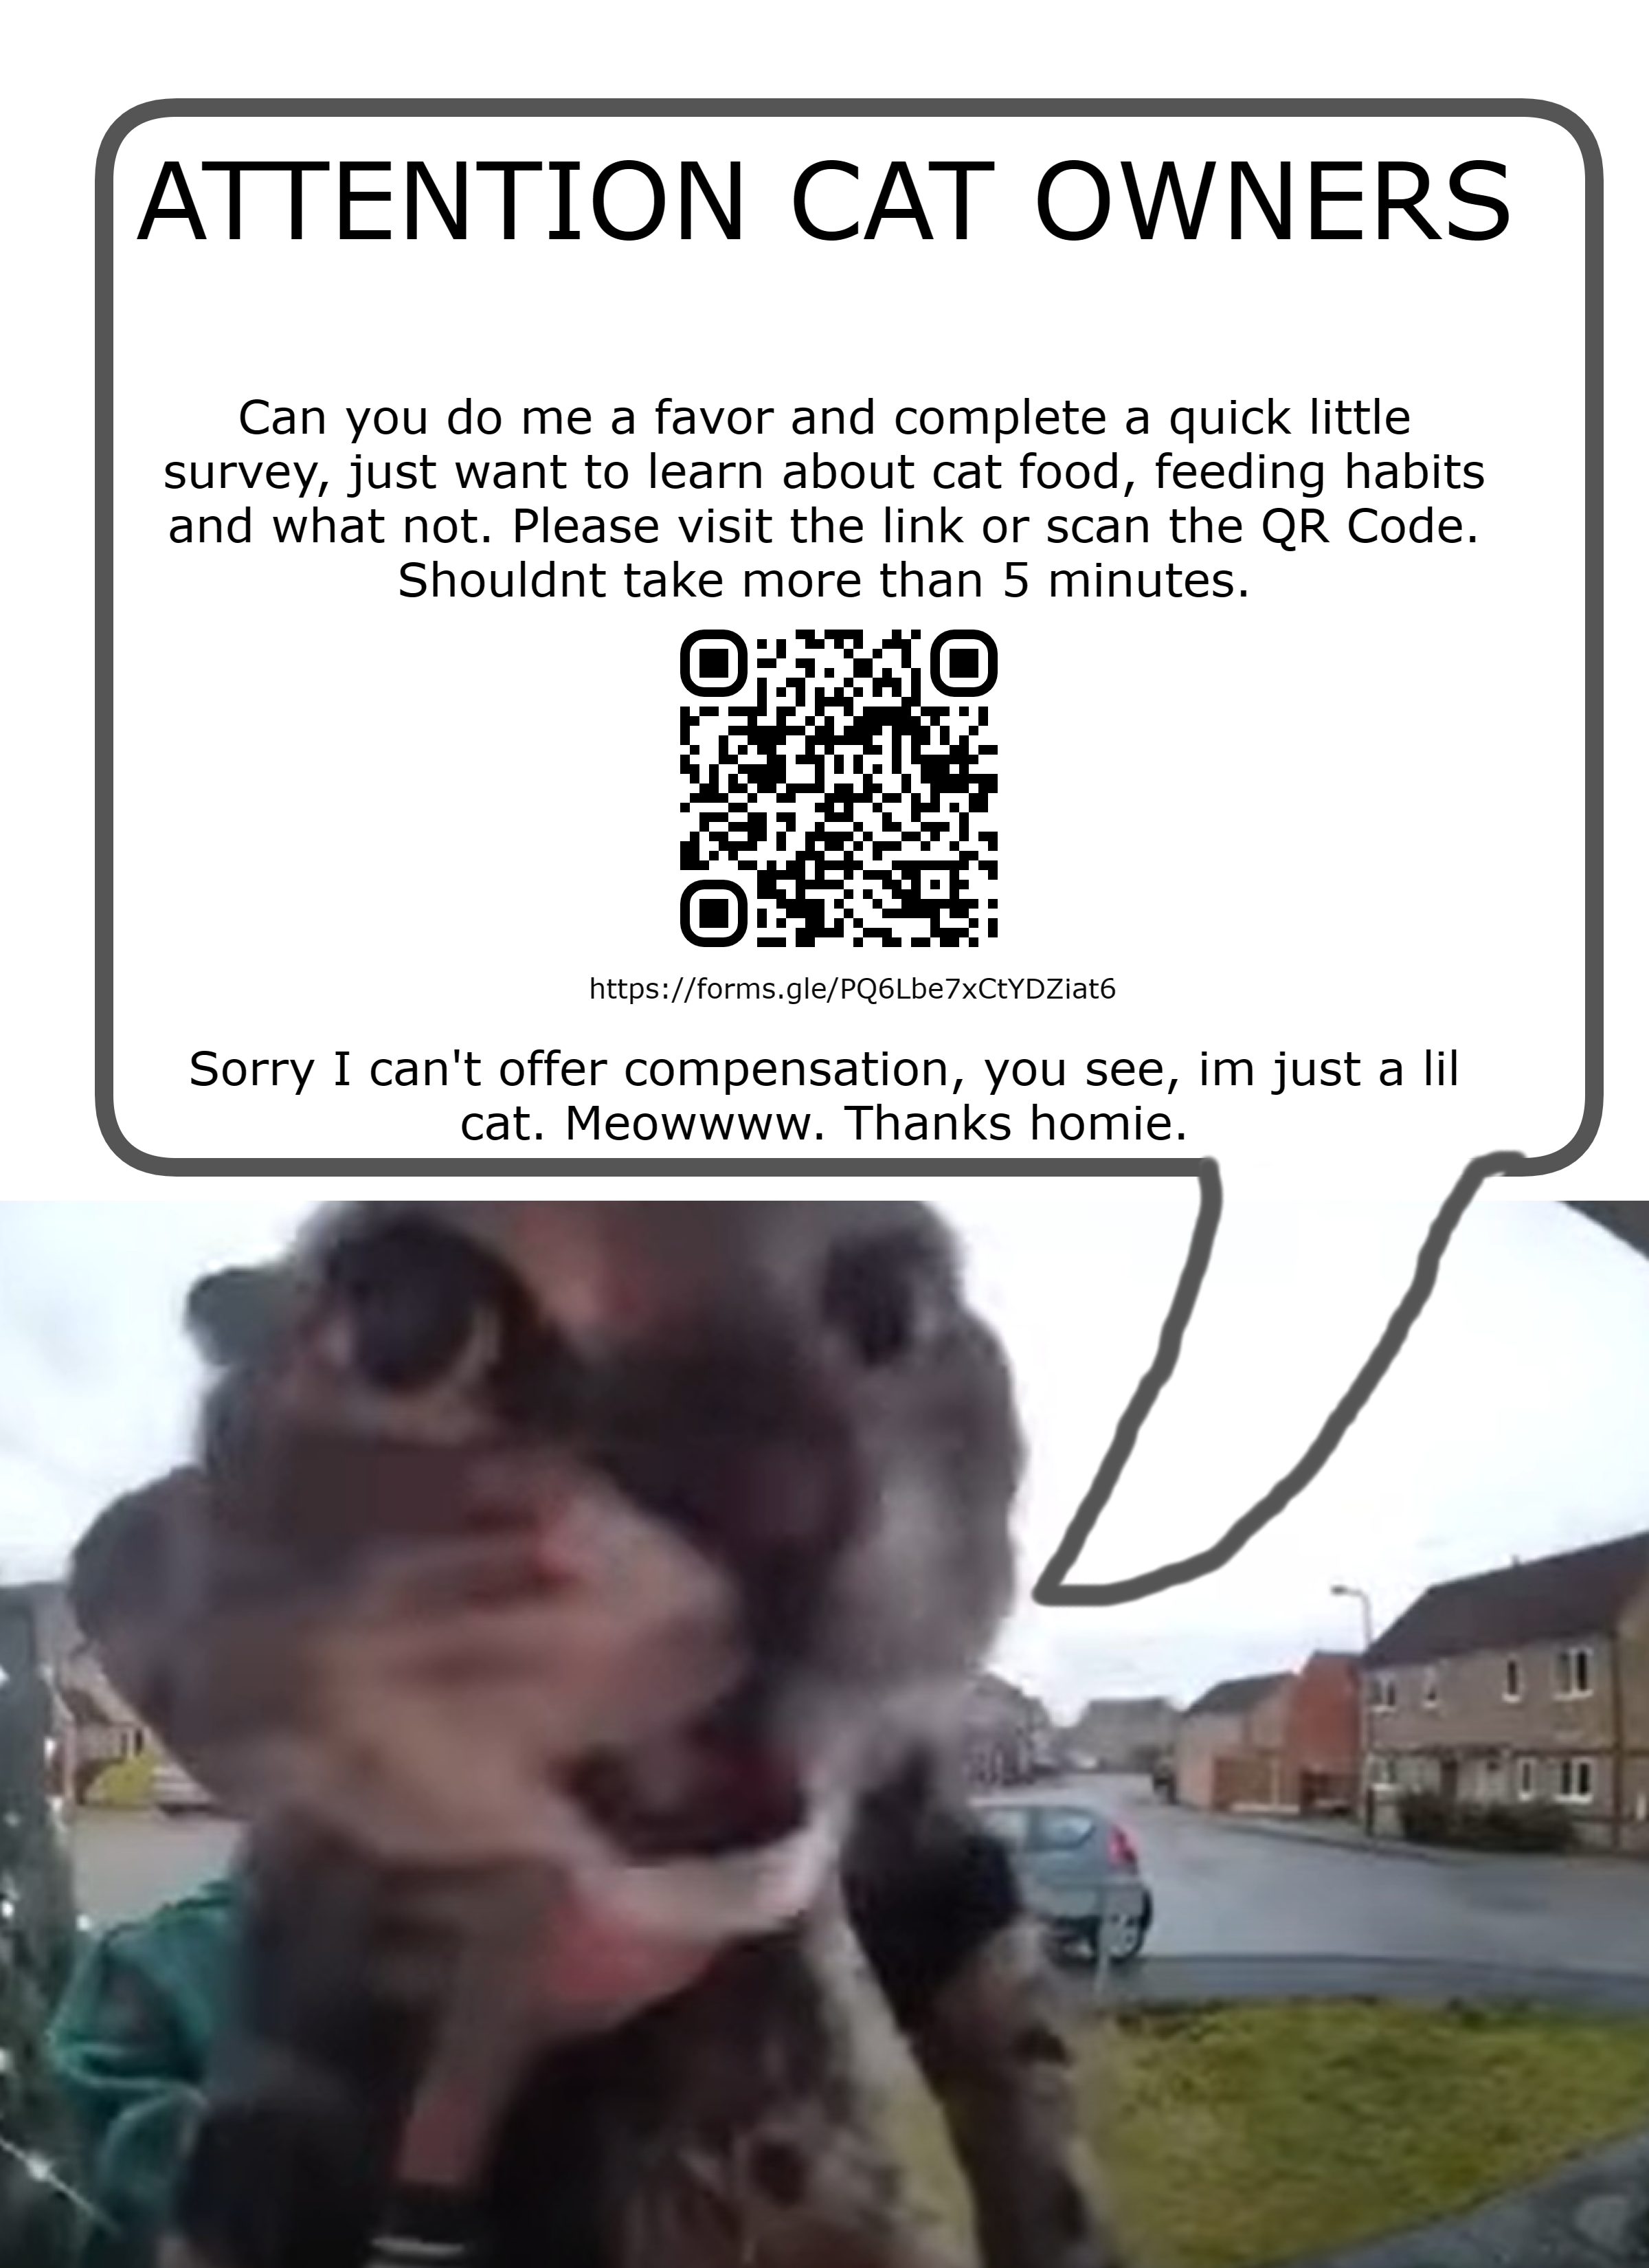 ATTENTION CAT OWNERS
Can you do me a favor and complete a quick little
survey, just want to learn about cat food, feeding habits
and what not. Please visit the link or scan the QR Code.
Shouldnt take more than 5 minutes.
https://forms.gle/PQ6Lbe7xCtYDZiat6
Sorry I can't offer compensation, you see, im just a lil
cat. Meowwww. Thanks homie.